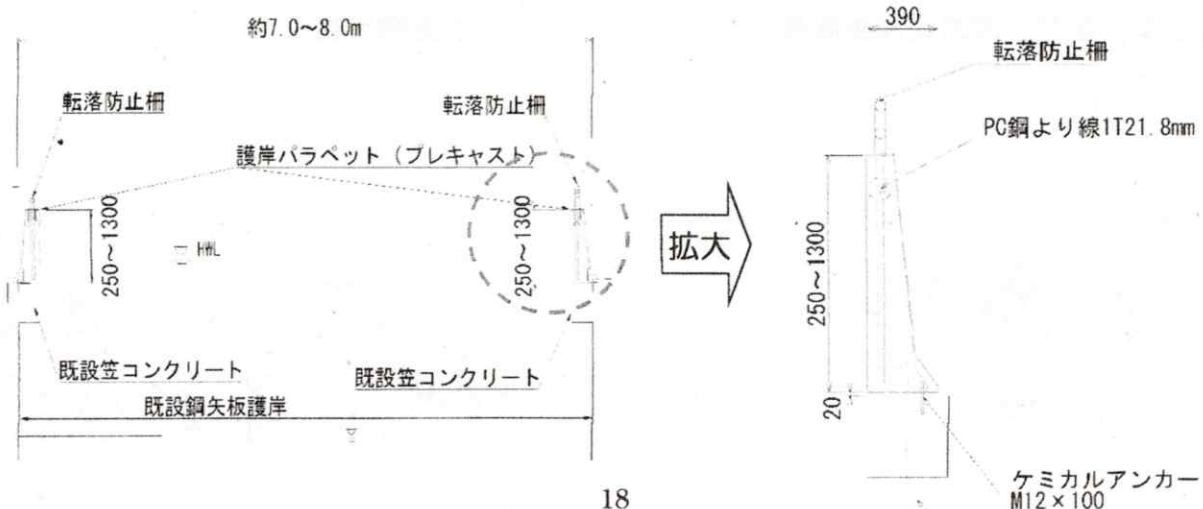 約7.0～8.0m
転落防止柵
転落防止柵
護岸パラペット（プレキャスト）
250～1300
HWL
250～1300
既設笠コンクリート
既設笠コンクリート
既設鋼矢板護岸
拡大
390
転落防止柵
PC鋼より線1T21.8mm
250～1300
20
ケミカルアンカー
M12×100
18